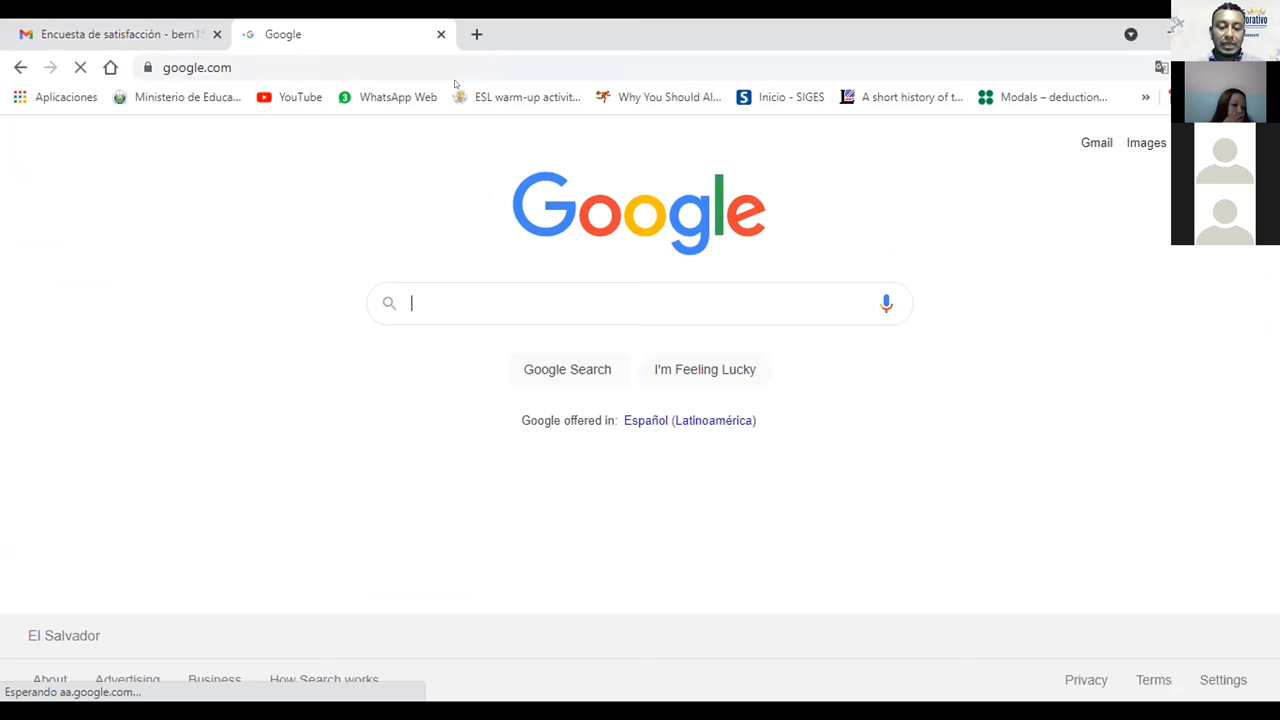 Encuesta de satisfacción - bern1
Google
google.com
Aplicaciones
Ministerio de Educa...
YouTube
3
WhatsApp Web
ESL warm-up activit...
Why You Should Al...
S
Inicio - SIGES
A short history of t...
Modals – deduction...
»
orativo
Gmail Images
Google
Google Search
I'm Feeling Lucky
Google offered in: Español (Latinoamérica)
El Salvador
About Advertising Business How Search works
Privacy Terms Settings
Esperando aa.google.com...